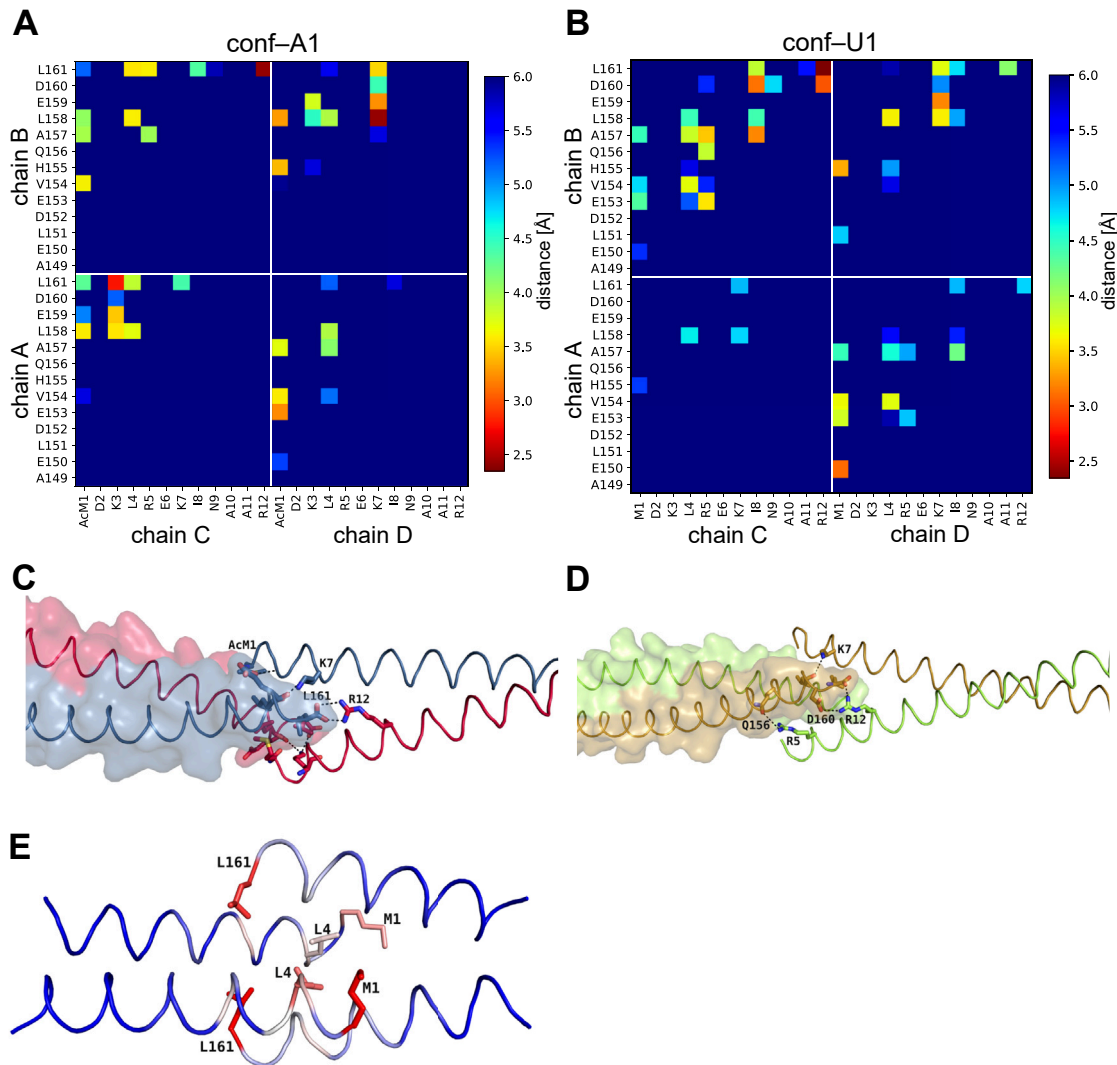 A
conf–A1
chain B
L161
D160
E159
L158
A157
Q156
H155
V154
E153
D152
L151
E150
A149
chain A
L161
D160
E159
L158
A157
Q156
H155
V154
E153
D152
L151
E150
A149
AcM1 D2 K3 L4 R5 E6 K7 I8 N9 A10 A11 R12 AcM1 D2 K3 L4 R5 E6 K7 I8 N9 A10 A11 R12
chain C chain D
6.0
5.5
5.0
4.5
4.0
3.5
3.0
2.5
distance [Å]
B
conf–U1
chain B
L161
D160
E159
L158
A157
Q156
H155
V154
E153
D152
L151
E150
A149
chain A
L161
D160
E159
L158
A157
Q156
H155
V154
E153
D152
L151
E150
A149
M1 D2 K3 L4 R5 E6 K7 I8 N9 A10 A11 R12 M1 D2 K3 L4 R5 E6 K7 I8 N9 A10 A11 R12
chain C chain D
6.0
5.5
5.0
4.5
4.0
3.5
3.0
2.5
distance [Å]
C
AcM1
K7
L161
R12
D
K7
Q156
D160
R12
R5
E
L161
M1
L4
L4
M1
L161